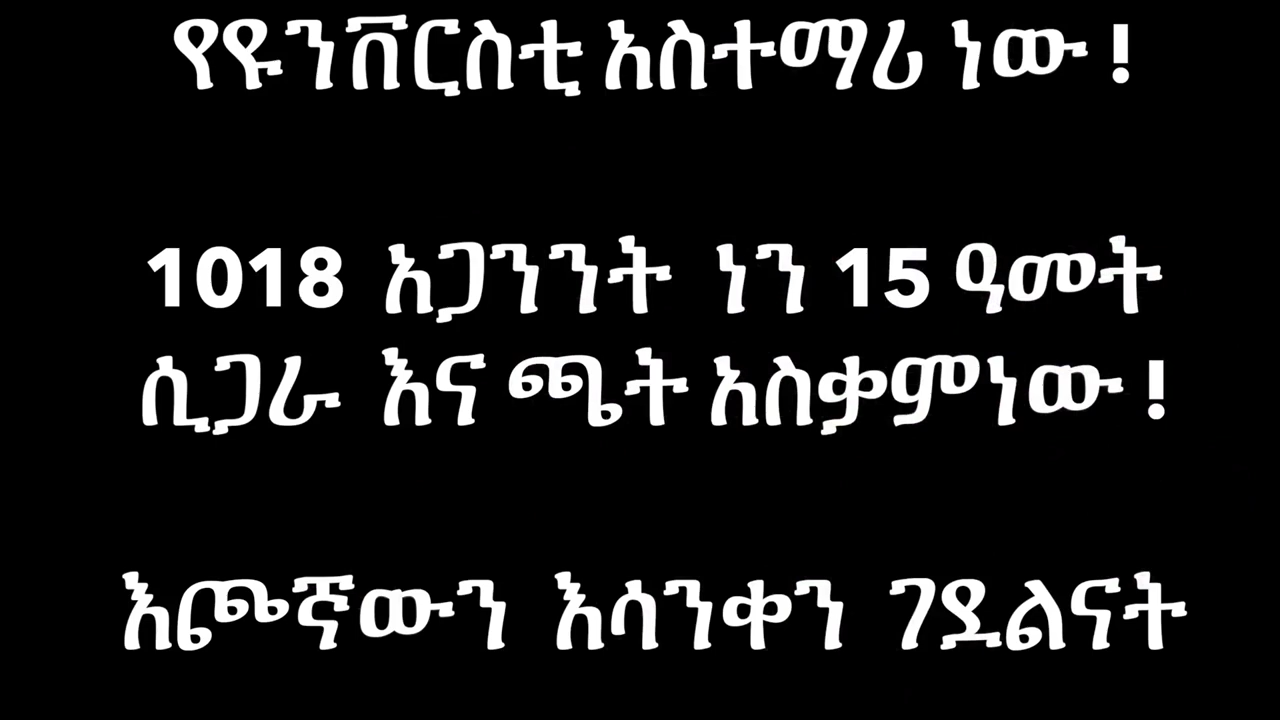 የዩንቨርስቲ አስተማሪ ነው !
1018 አጋንንት ነን 15 ዓመት
ሲጋራ እና ጫት አስቃምነው !
እጮኛውን እሳንቀን ገደልናት